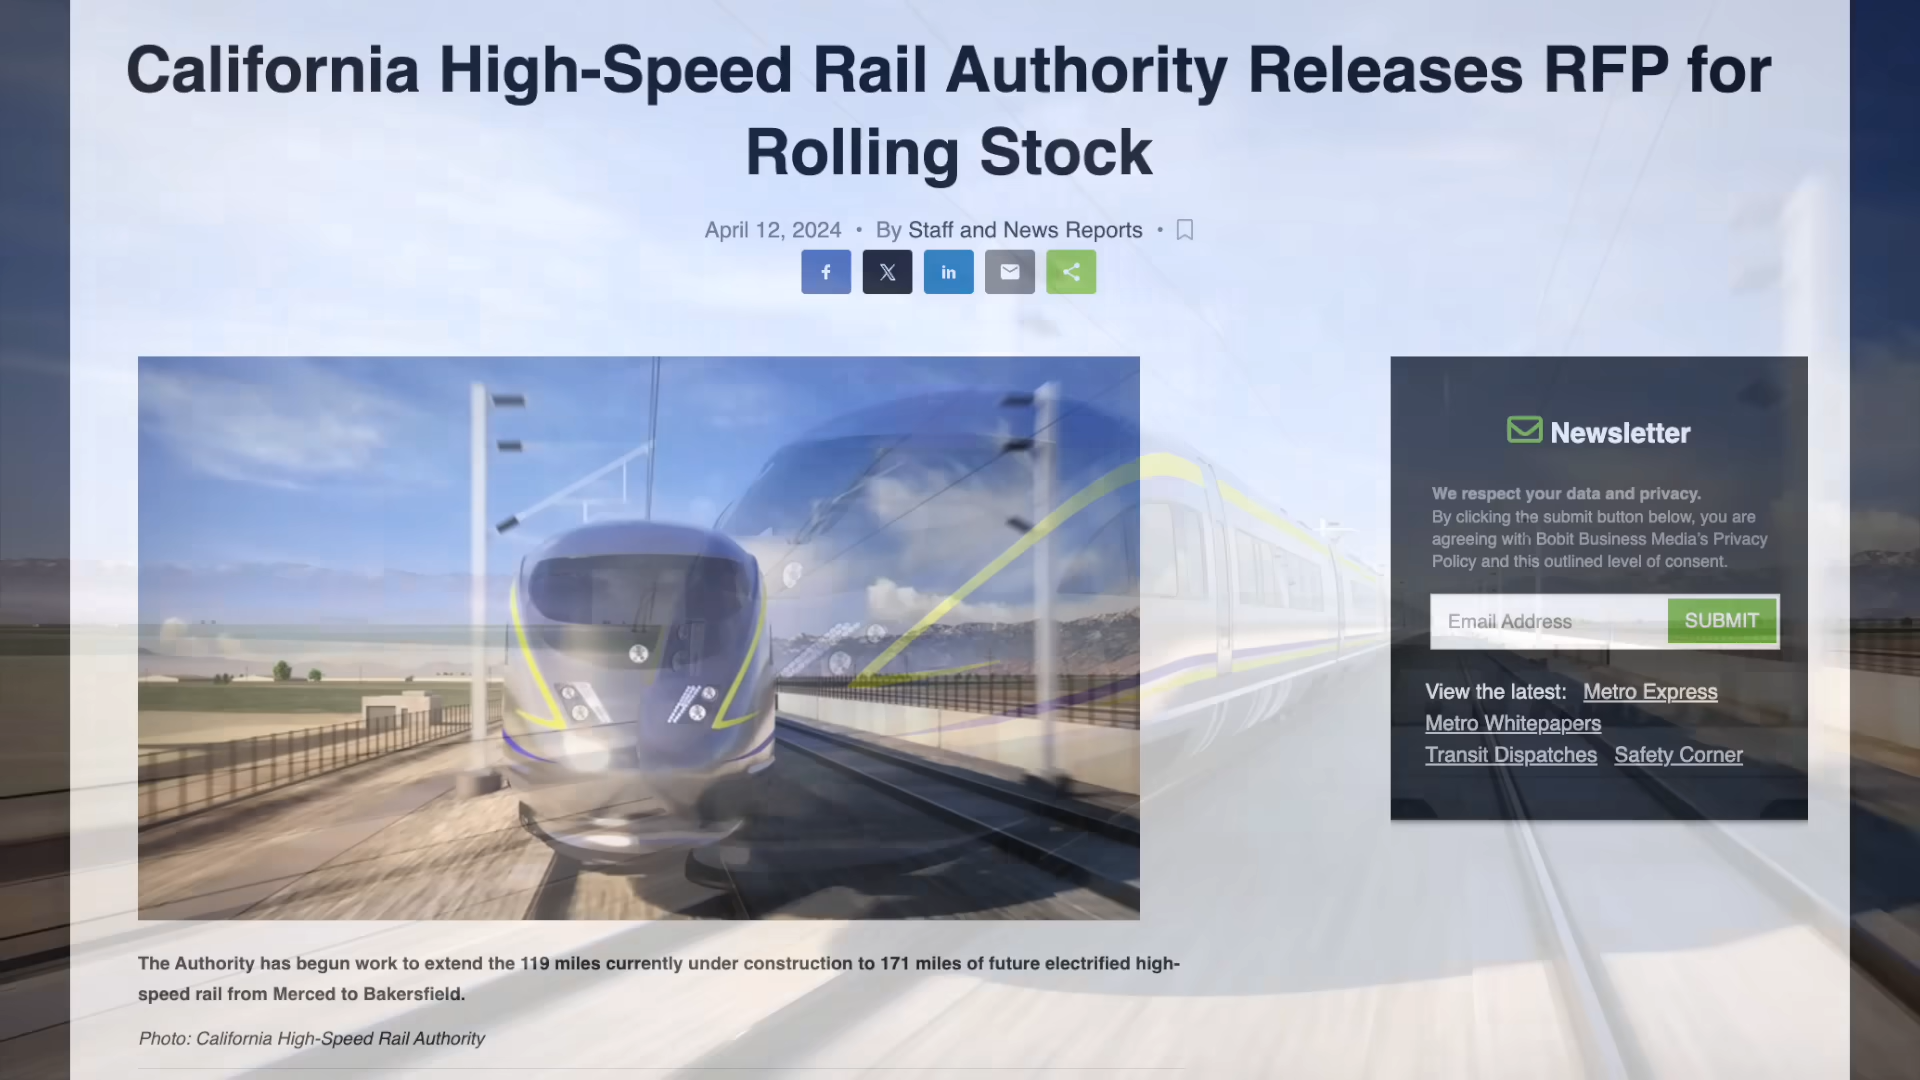 California High-Speed Rail Authority Releases RFP for
Rolling Stock
April 12, 2024 • By Staff and News Reports •
Newsletter
We respect your data and privacy.
By clicking the submit button below, you are
agreeing with Bobit Business Media's Privacy
Policy and this outlined level of consent.
Email Address SUBMIT
View the latest: Metro Express
Metro Whitepapers
Transit Dispatches Safety Corner
The Authority has begun work to extend the 119 miles currently under construction to 171 miles of future electrified high-
speed rail from Merced to Bakersfield.
Photo: California High-Speed Rail Authority